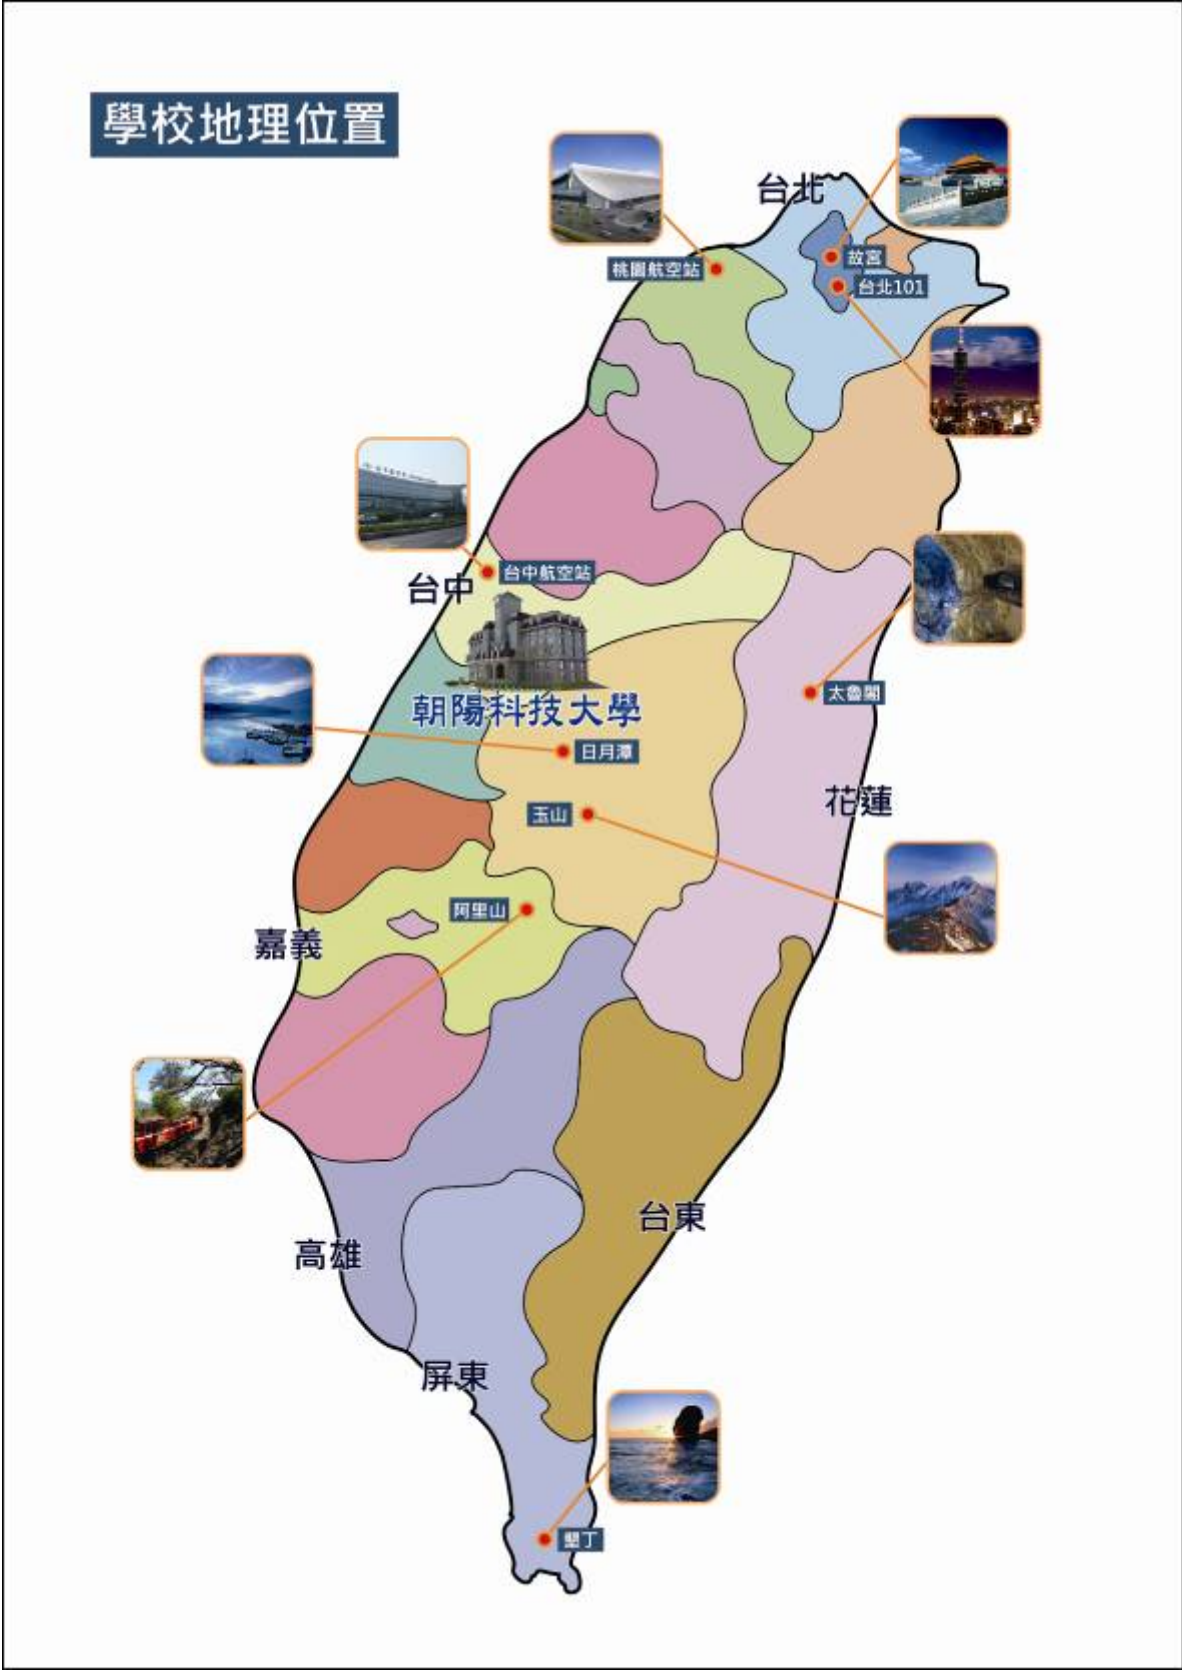 學校地理位置
台北
故宮
桃園航空站
台北101
台中航空站
台中
太魯閣
朝陽科技大學
日月潭
花蓮
玉山
阿里山
嘉義
台東
高雄
屏東
墾丁